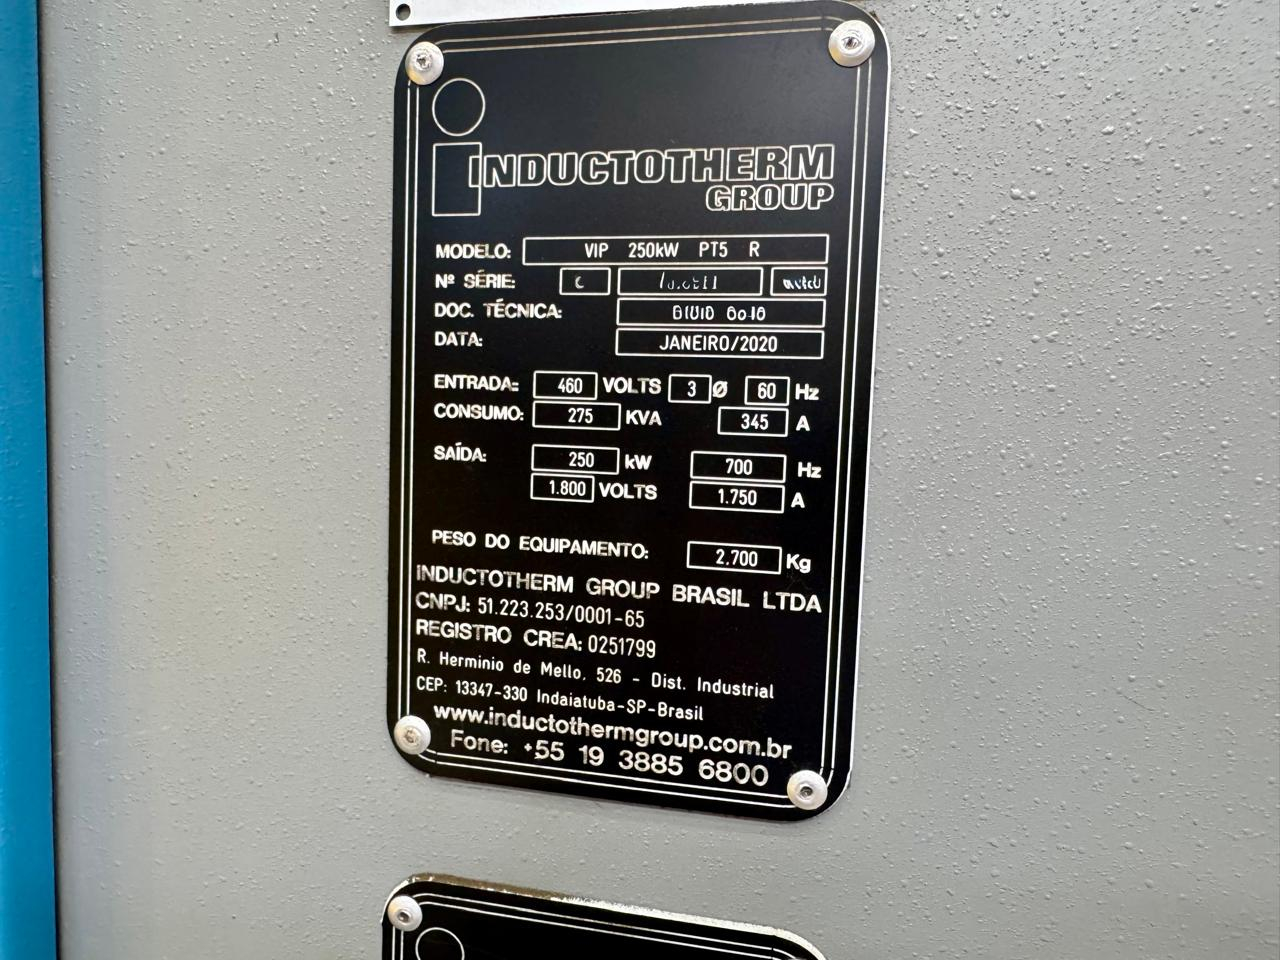 INDUCTOTHERM
GROUP
MODELO: VIP 250kW PT5 R
Nº SÉRIE:
DOC. TÉCNICA:
DATA: JANEIRO/2020
ENTRADA: 460 VOLTS 3 Ø 60 Hz
CONSUMO: 275 KVA 345 A
SAÍDA: 250 kW 700 Hz
1.800 VOLTS 1.750 A
PESO DO EQUIPAMENTO: 2.700 Kg
INDUCTOTHERM GROUP BRASIL LTDA
CNPJ: 51.223.253/0001-65
REGISTRO CREA: 0251799
R. Herminio de Mello, 526 - Dist. Industrial
CEP: 13347-330 Indaiatuba-SP-Brasil
www.inductothermgroup.com.br
Fone: +55 19 3885 6800